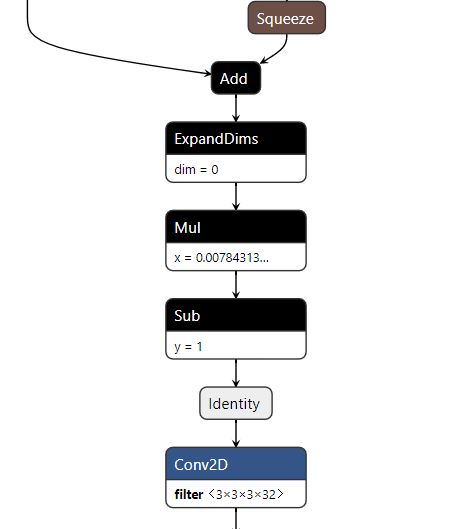 Squeeze
Add
ExpandDims
dim = 0
Mul
x = 0.00784313...
Sub
y = 1
Identity
Conv2D
filter 〈3×3×3×32〉